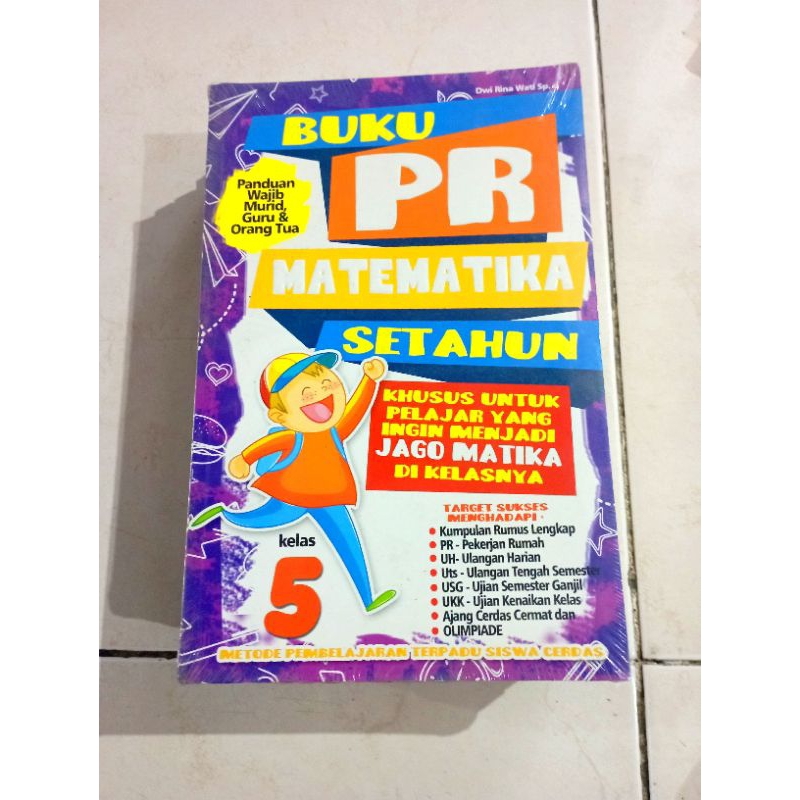 Dwi Rina Wati Sp.d
BUKU
PR
MATEMATIKA
SETAHUN
Panduan
Wajib
Murid,
Guru &
Orang Tua
KHUSUS UNTUK
PELAJAR YANG
INGIN MENJADI
JAGO MATIKA
DI KELASNYA
TARGET SUKSES
MENGHADAPI :
• Kumpulan Rumus Lengkap
• PR - Pekerjan Rumah
• UH- Ulangan Harian
• Uts - Ulangan Tengah Semester
• USG - Ujian Semester Ganjil
• UKK - Ujian Kenaikan Kelas
• Ajang Cerdas Cermat dan
• OLIMPIADE
kelas
5
METODE PEMBELAJARAN TERPADU SISWA CERDAS